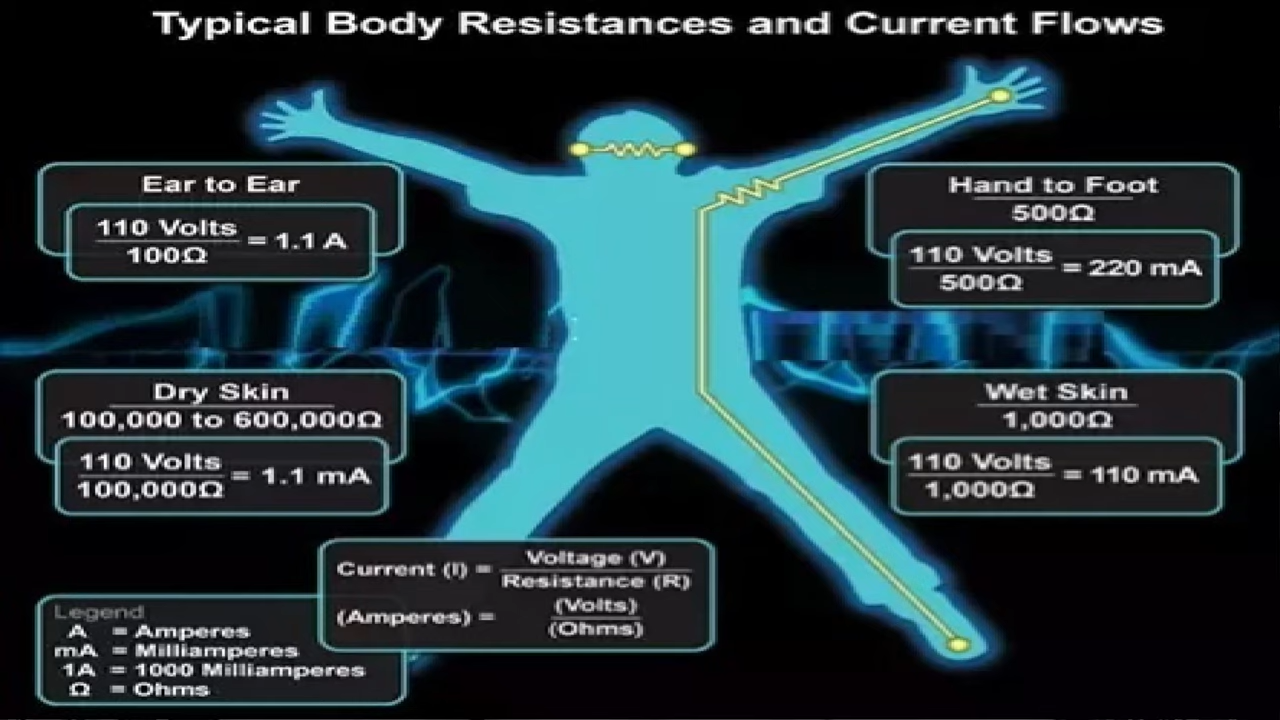 Typical Body Resistances and Current Flows
Ear to Ear
110 Volts
100Ω
= 1.1 A
Hand to Foot
500Ω
110 Volts
500Ω
= 220 mA
Dry Skin
100,000 to 600,000Ω
110 Volts
100,000Ω
= 1.1 mA
Wet Skin
1,000Ω
110 Volts
1,000Ω
= 110 mA
Current (I) = Voltage (V)
Resistance (R)
(Amperes) = (Volts)
(Ohms)
Legend
A = Amperes
mA = Milliamperes
1A = 1000 Milliamperes
Ω = Ohms